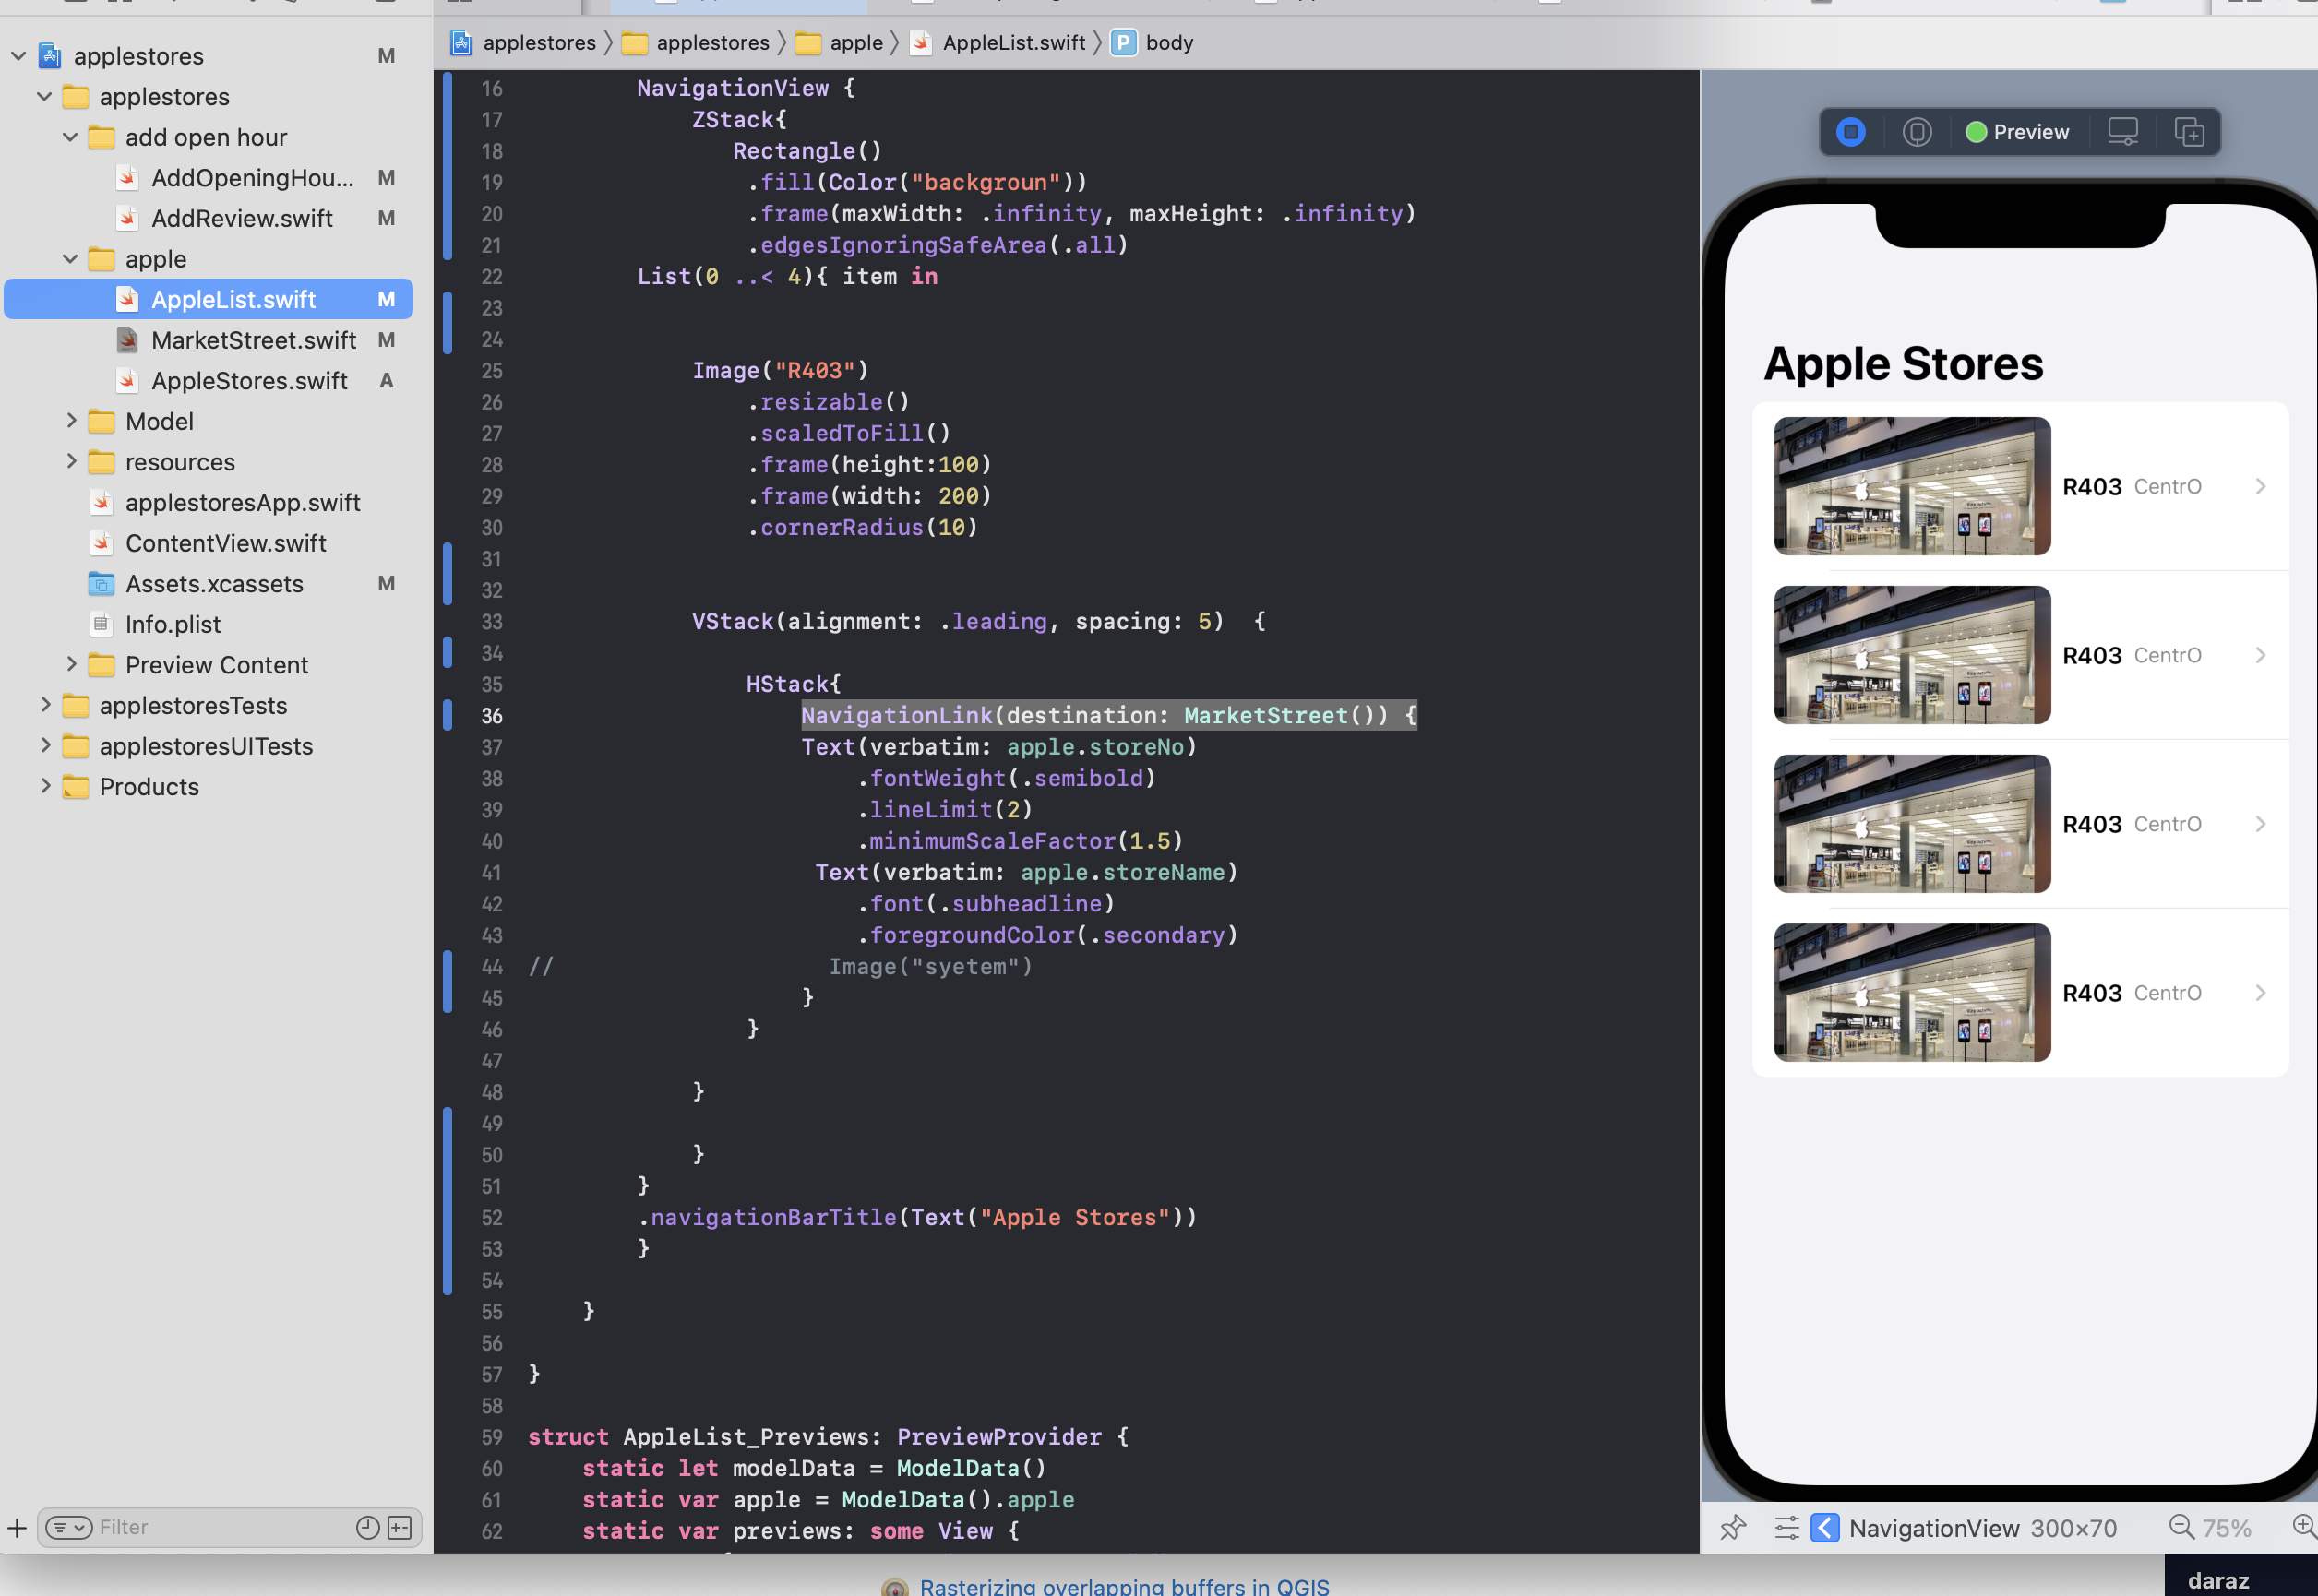 applestores M
applestores
add open hour
AddOpeningHou... M
AddReview.swift M
apple
AppleList.swift M
MarketStreet.swift M
AppleStores.swift A
Model
resources
applestoresApp.swift
ContentView.swift
Assets.xcassets M
Info.plist
Preview Content
applestoresTests
applestoresUITests
Products
Filter
applestores applestores apple AppleList.swift P body
16 NavigationView {
17 ZStack{
18 Rectangle()
19 .fill(Color("backgroun"))
20 .frame(maxWidth: .infinity, maxHeight: .infinity)
21 .edgesIgnoringSafeArea(.all)
22 List(0 ..< 4){ item in
23
24
25 Image("R403")
26 .resizable()
27 .scaledToFill()
28 .frame(height:100)
29 .frame(width: 200)
30 .cornerRadius(10)
31
32
33 VStack(alignment: .leading, spacing: 5)  {
34
35 HStack{
36 NavigationLink(destination: MarketStreet()) {
37 Text(verbatim: apple.storeNo)
38 .fontWeight(.semibold)
39 .lineLimit(2)
40 .minimumScaleFactor(1.5)
41 Text(verbatim: apple.storeName)
42 .font(.subheadline)
43 .foregroundColor(.secondary)
44 // Image("syetem")
45 }
46 }
47
48 }
49
50 }
51 }
52 .navigationBarTitle(Text("Apple Stores"))
53 }
54
55 }
56
57 }
58
59 struct AppleList_Previews: PreviewProvider {
60 static let modelData = ModelData()
61 static var apple = ModelData().apple
62 static var previews: some View {
Preview
Apple Stores
R403 CentrO
R403 CentrO
R403 CentrO
R403 CentrO
NavigationView 300×70 75%
Rasterizing overlapping buffers in QGIS
daraz